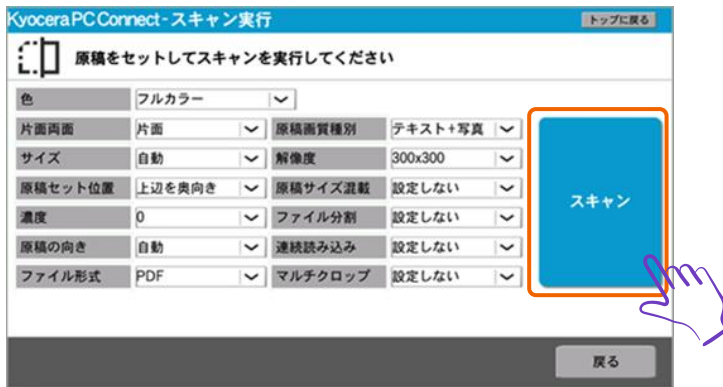 Kyocera PC Connect - スキャン実行
トップに戻る
原稿をセットしてスキャンを実行してください
色 フルカラー
片面両面 片面 原稿画質種別 テキスト+写真
サイズ 自動 解像度 300x300
原稿セット位置 上辺を奥向き 原稿サイズ混載 設定しない
濃度 0 ファイル分割 設定しない
原稿の向き 自動 連続読み込み 設定しない
ファイル形式 PDF マルチクロップ 設定しない
スキャン
戻る